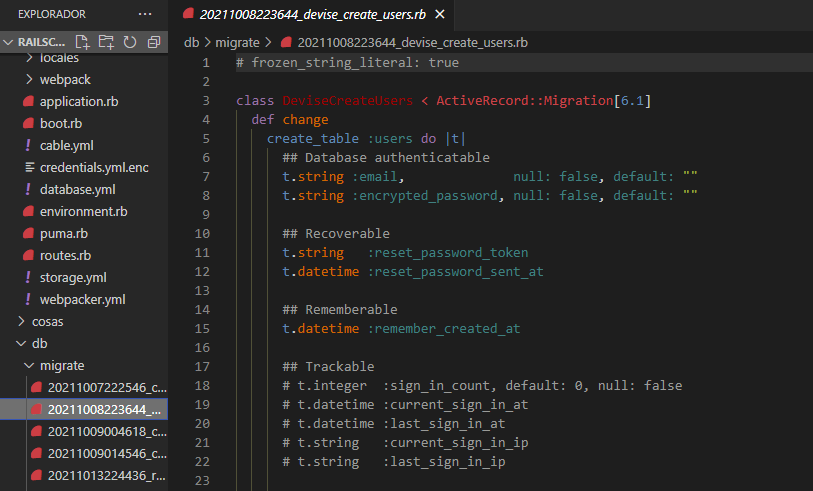 EXPLORADOR ...
RAILSC...
locales
webpack
application.rb
boot.rb
! cable.yml
credentials.yml.enc
! database.yml
environment.rb
puma.rb
routes.rb
! storage.yml
! webpacker.yml
cosas
db
migrate
20211007222546_c...
20211008223644_...
20211009004618_c...
20211009014546_c...
20211013224436_r...
20211008223644_devise_create_users.rb
db > migrate > 20211008223644_devise_create_users.rb
1 # frozen_string_literal: true
2
3 class DeviseCreateUsers < ActiveRecord::Migration[6.1]
4   def change
5     create_table :users do |t|
6       ## Database authenticatable
7       t.string :email,              null: false, default: ""
8       t.string :encrypted_password, null: false, default: ""
9
10       ## Recoverable
11       t.string   :reset_password_token
12       t.datetime :reset_password_sent_at
13
14       ## Rememberable
15       t.datetime :remember_created_at
16
17       ## Trackable
18       # t.integer  :sign_in_count, default: 0, null: false
19       # t.datetime :current_sign_in_at
20       # t.datetime :last_sign_in_at
21       # t.string   :current_sign_in_ip
22       # t.string   :last_sign_in_ip
23